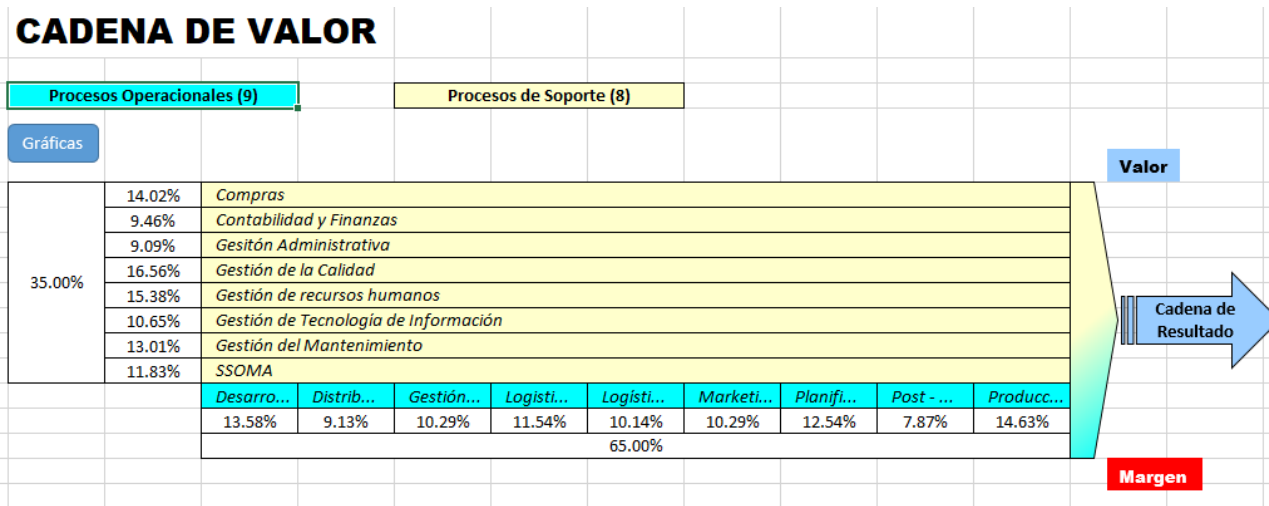 CADENA DE VALOR
Procesos Operacionales (9)
Procesos de Soporte (8)
Gráficas
Valor
35.00%
14.02% Compras
9.46% Contabilidad y Finanzas
9.09% Gesitón Administrativa
16.56% Gestión de la Calidad
15.38% Gestión de recursos humanos
10.65% Gestión de Tecnología de Información
13.01% Gestión del Mantenimiento
11.83% SSOMA
Cadena de
Resultado
Desarro... Distrib... Gestión... Logisti... Logísti... Marketi... Planifi... Post - ... Producc...
13.58% 9.13% 10.29% 11.54% 10.14% 10.29% 12.54% 7.87% 14.63%
65.00%
Margen